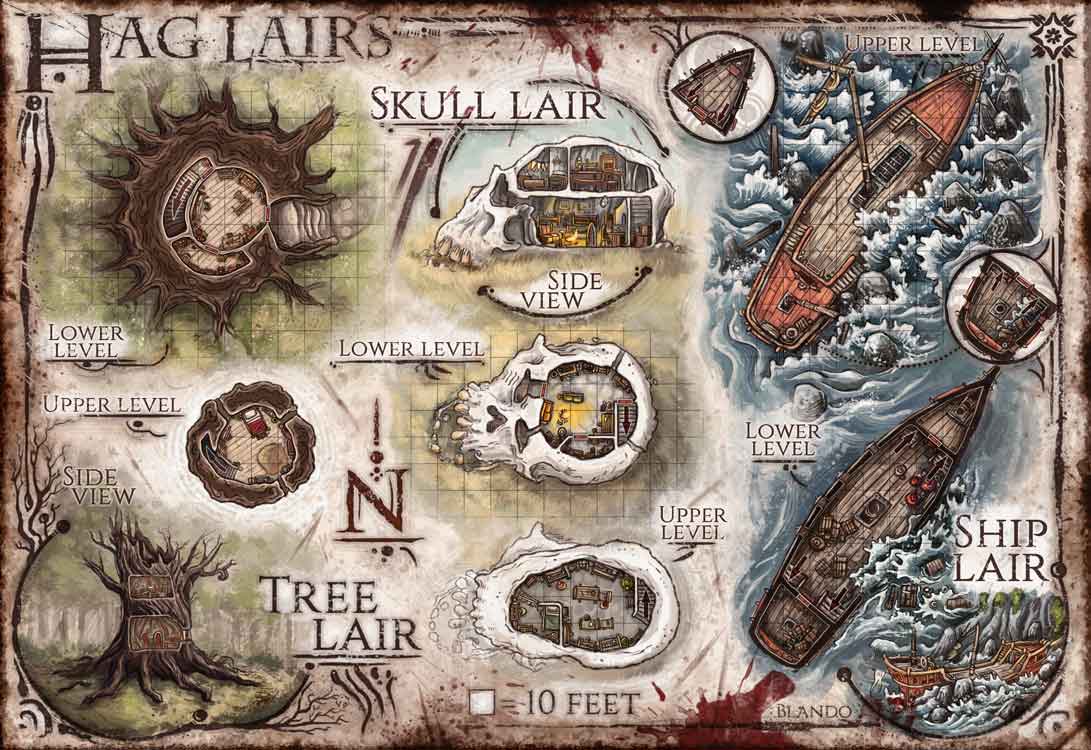 HAG LAIRS
SKULL LAIR
UPPER LEVEL
SIDE
VIEW
LOWER
LEVEL
LOWER LEVEL
UPPER LEVEL
LOWER
LEVEL
SIDE
VIEW
N
UPPER
LEVEL
SHIP
LAIR
TREE
LAIR
= 10 FEET
BLANDO